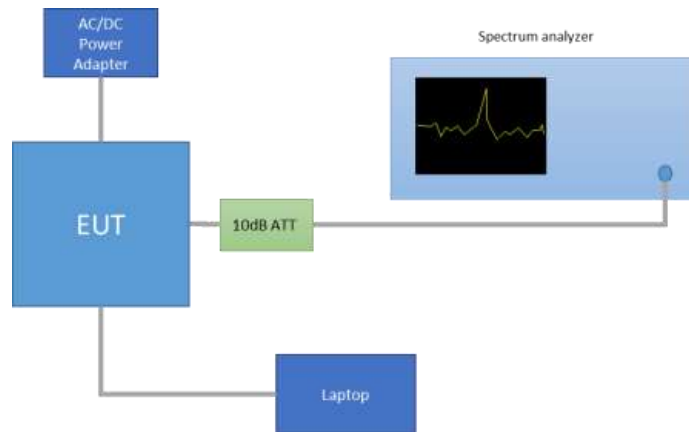 AC/DC
Power
Adapter
Spectrum analyzer
EUT
10dB ATT
Laptop